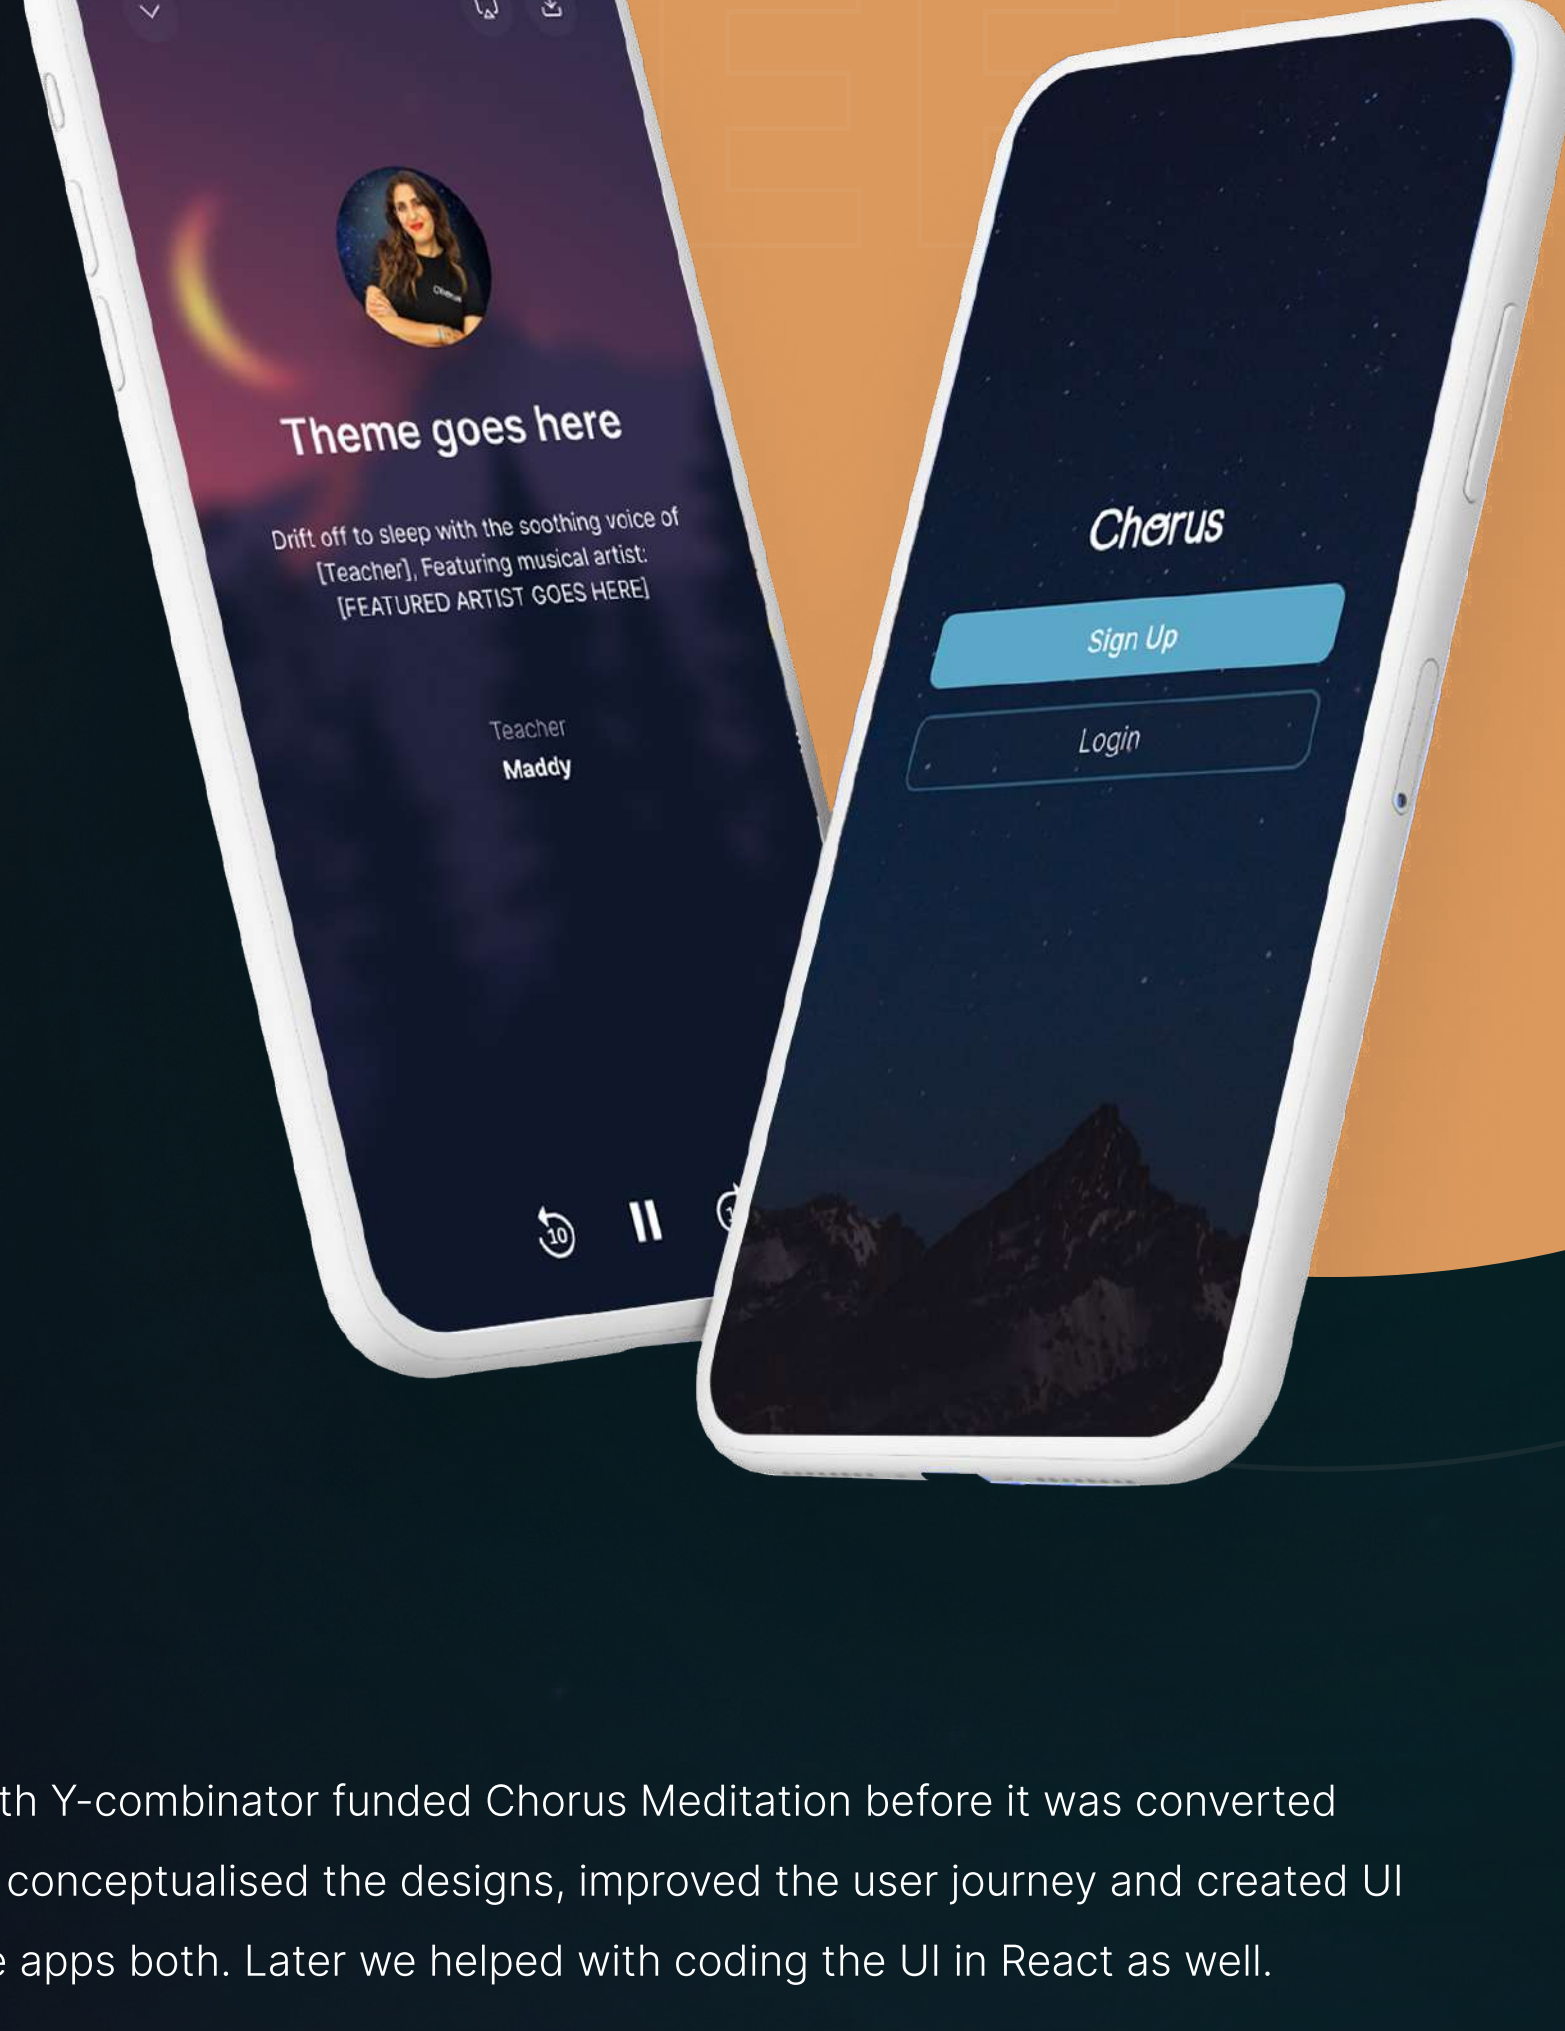 Theme goes here
Drift off to sleep with the soothing voice of
[Teacher], Featuring musical artist:
[FEATURED ARTIST GOES HERE]
Teacher
Maddy
10
Chorus
Sign Up
Login
th Y-combinator funded Chorus Meditation before it was converted
conceptualised the designs, improved the user journey and created UI
apps both. Later we helped with coding the UI in React as well.